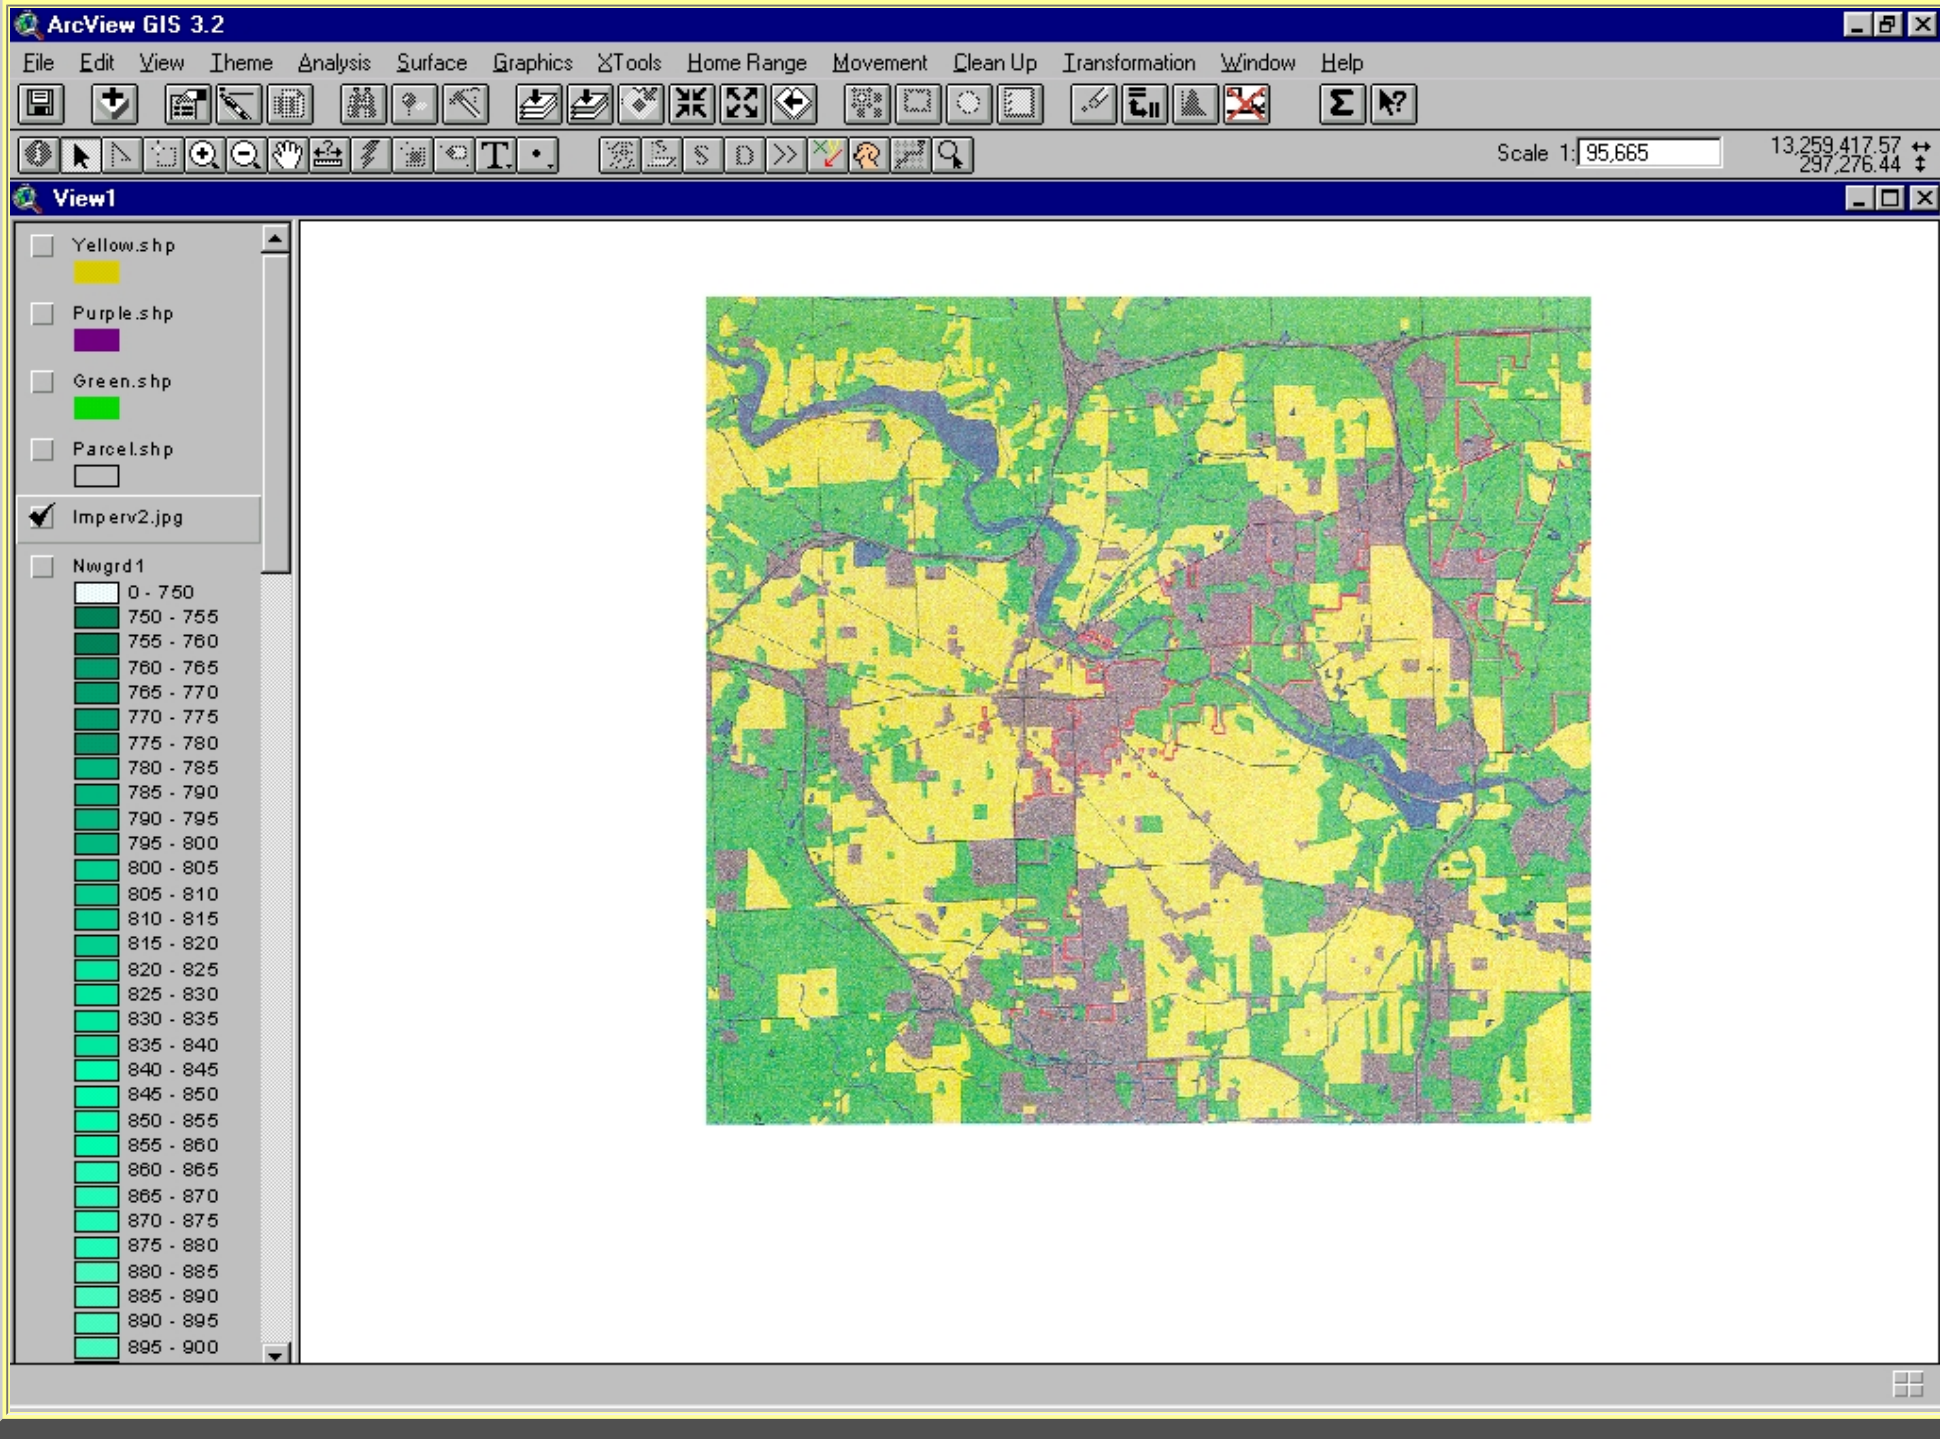 ArcView GIS 3.2
File Edit View Theme Analysis Surface Graphics XTools Home Range Movement Clean Up Transformation Window Help
Σ ?
T S D >> Scale 1: 95,665 13,259,417.57
297,276.44
View1
Yellow.shp
Purple.shp
Green.shp
Parcel.shp
Imperv2.jpg
Nwgrd1
0 - 750
750 - 755
755 - 760
760 - 765
765 - 770
770 - 775
775 - 780
780 - 785
785 - 790
790 - 795
795 - 800
800 - 805
805 - 810
810 - 815
815 - 820
820 - 825
825 - 830
830 - 835
835 - 840
840 - 845
845 - 850
850 - 855
855 - 860
860 - 865
865 - 870
870 - 875
875 - 880
880 - 885
885 - 890
890 - 895
895 - 900